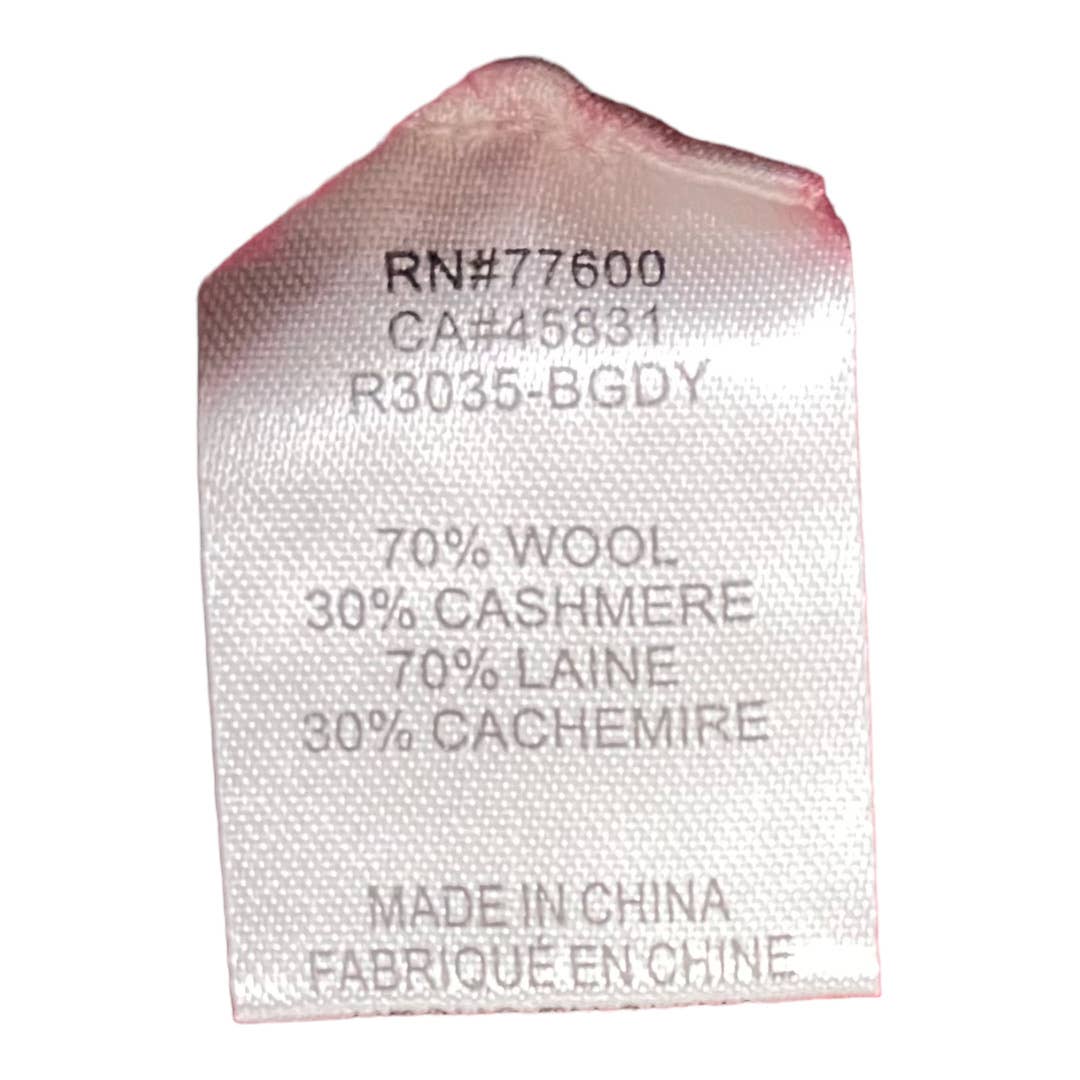 RN#77600
CA#45831
R3035-BGDY
70% WOOL
30% CASHMERE
70% LAINE
30% CACHEMIRE
MADE IN CHINA
FABRIQUÉ EN CHINE